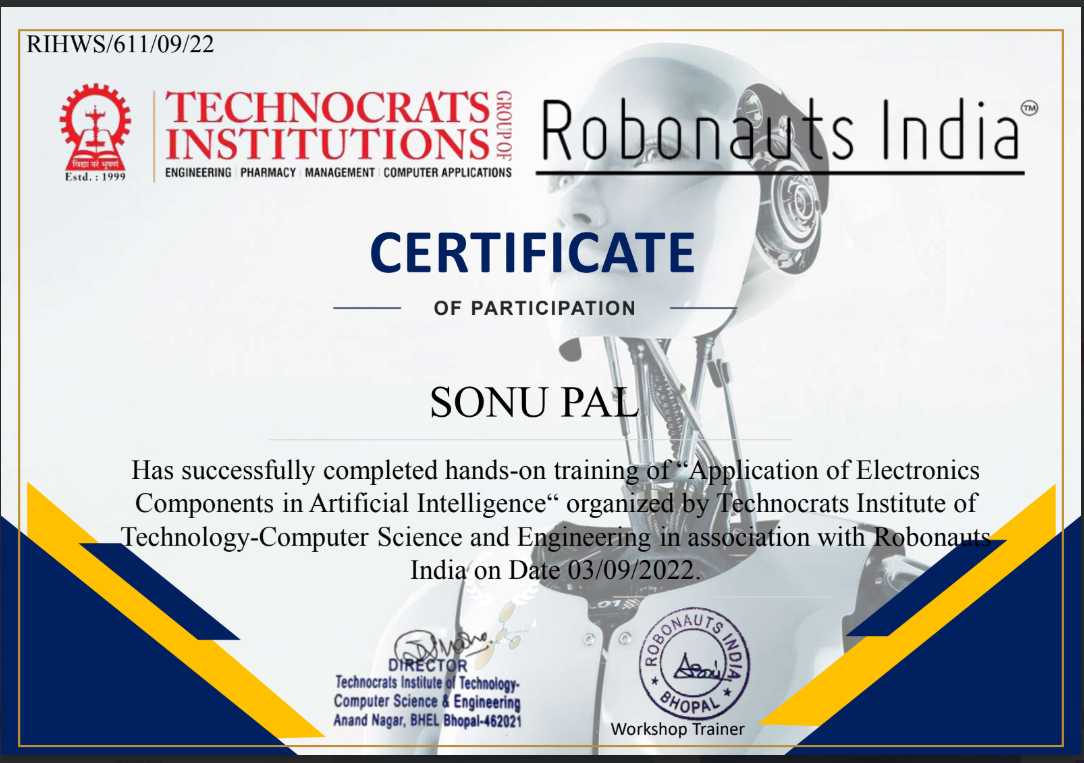 RIHWS/611/09/22
विद्या परं भूषणं
Estd. : 1999
TECHNOCRATS
INSTITUTIONS
GROUP OF
ENGINEERING | PHARMACY | MANAGEMENT | COMPUTER APPLICATIONS
Robonauts India™
CERTIFICATE
OF PARTICIPATION
SONU PAL
Has successfully completed hands-on training of “Application of Electronics
Components in Artificial Intelligence“ organized by Technocrats Institute of
Technology-Computer Science and Engineering in association with Robonauts
India on Date 03/09/2022.
DIRECTOR
Technocrats Institute of Technology-
Computer Science & Engineering
Anand Nagar, BHEL Bhopal-462021
ROBONAUTS INDIA
★ BHOPAL ★
Workshop Trainer